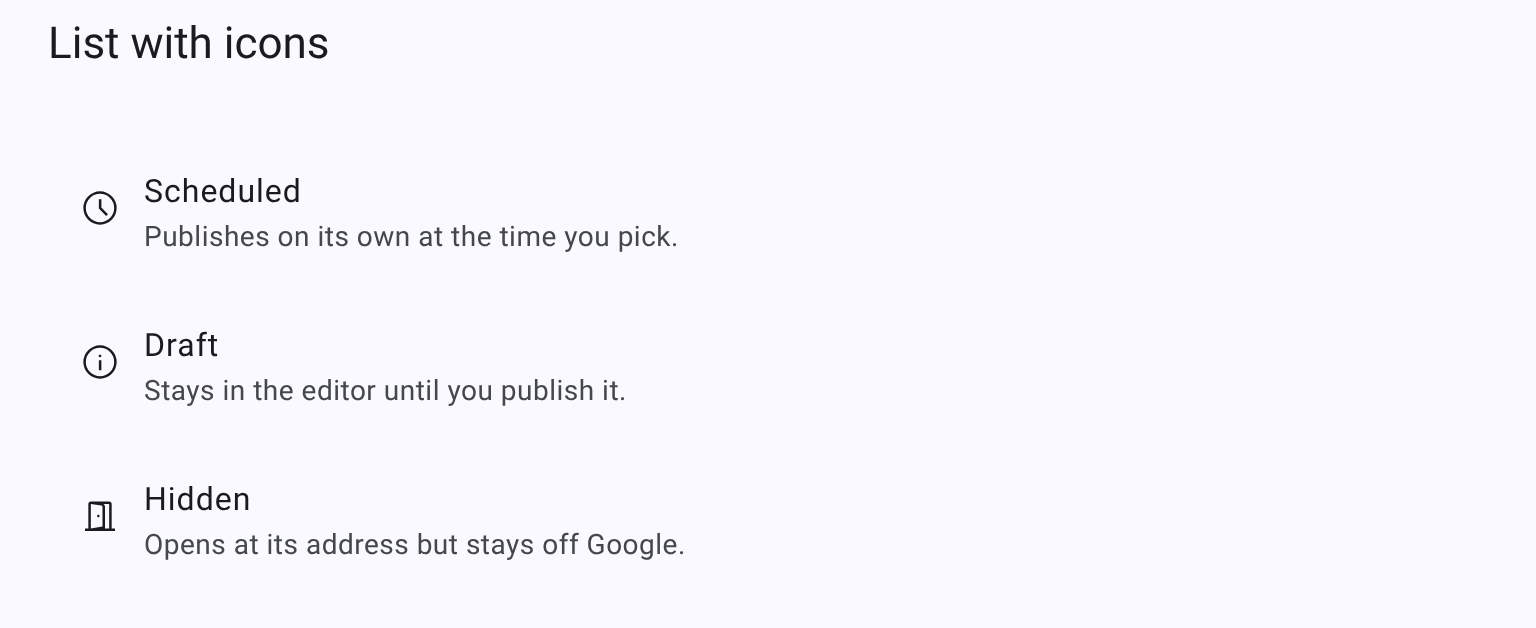 List with icons
Scheduled
Publishes on its own at the time you pick.
Draft
Stays in the editor until you publish it.
Hidden
Opens at its address but stays off Google.